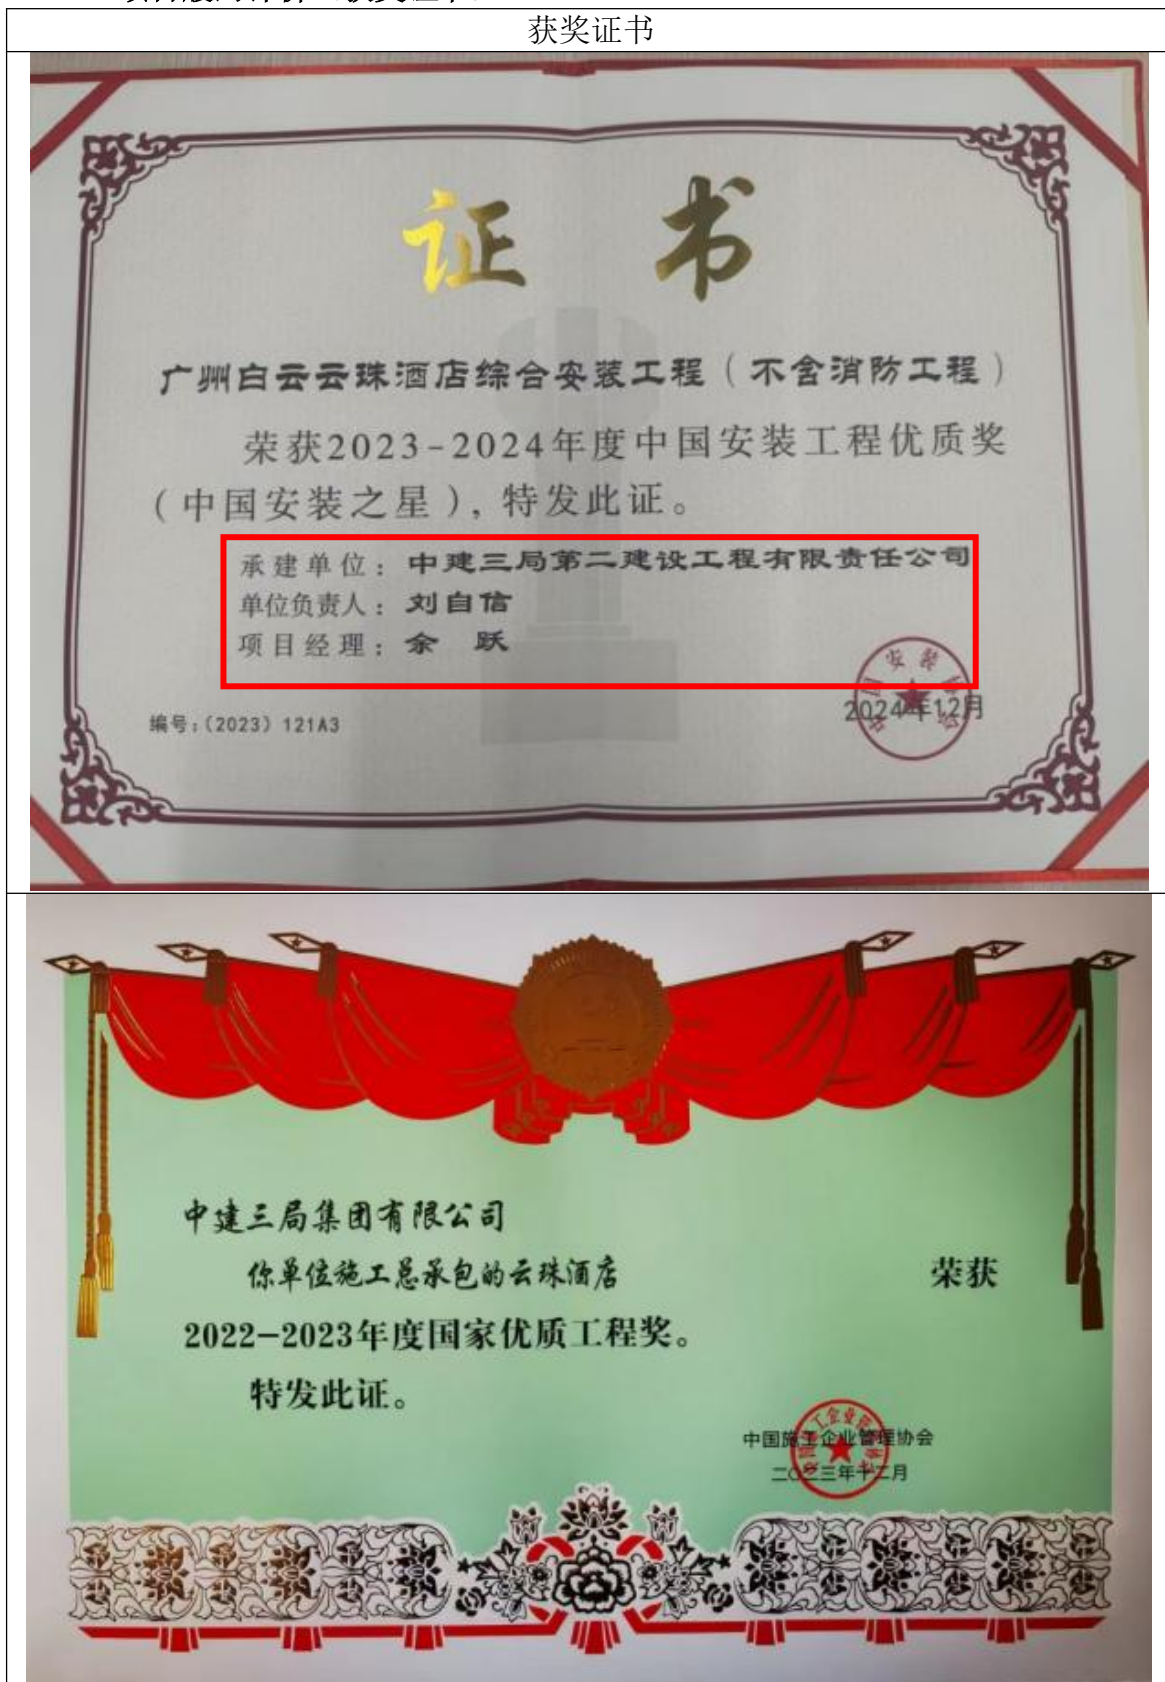 获奖证书
证 书
广州白云云珠酒店综合安装工程（不含消防工程）
荣获2023-2024年度中国安装工程优质奖
（中国安装之星），特发此证。
承建单位：中建三局第二建设工程有限责任公司
单位负责人：刘自信
项目经理：余 跃
2024年12月
编号：（2023）121A3
中建三局集团有限公司
你单位施工总承包的云珠酒店 荣获
2022—2023年度国家优质工程奖。
特发此证。
中国施工企业管理协会
二〇二三年十二月